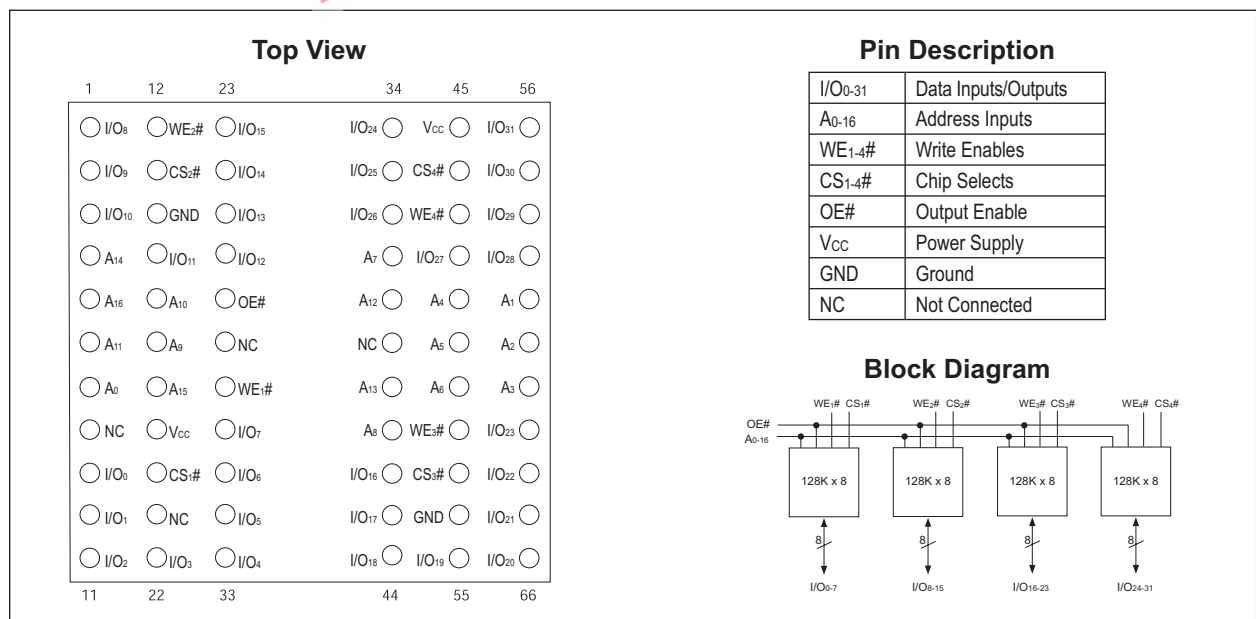 Top View
1 12 23 34 45 56
I/O8 WE2# I/O15 I/O24 VCC I/O31
I/O9 CS2# I/O14 I/O25 CS4# I/O30
I/O10 GND I/O13 I/O26 WE4# I/O29
A14 I/O11 I/O12 A7 I/O27 I/O28
A16 A10 OE# A12 A4 A1
A11 A9 NC NC A5 A2
A0 A15 WE1# A13 A6 A3
NC VCC I/O7 A8 WE3# I/O23
I/O0 CS1# I/O6 I/O16 CS3# I/O22
I/O1 NC I/O5 I/O17 GND I/O21
I/O2 I/O3 I/O4 I/O18 I/O19 I/O20
11 22 33 44 55 66
Pin Description
I/O0-31 Data Inputs/Outputs
A0-16 Address Inputs
WE1-4# Write Enables
CS1-4# Chip Selects
OE# Output Enable
VCC Power Supply
GND Ground
NC Not Connected
Block Diagram
WE1# CS1# WE2# CS2# WE3# CS3# WE4# CS4#
OE#
A0-16
128K x 8 128K x 8 128K x 8 128K x 8
8 8 8 8
I/O0-7 I/O8-15 I/O16-23 I/O24-31